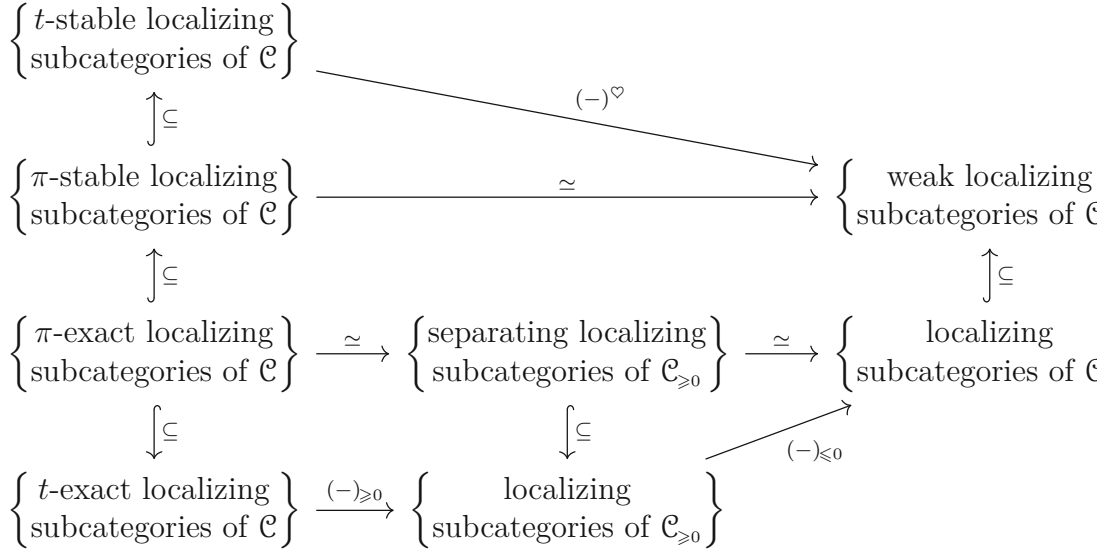 {t-stable localizing
subcategories of 𝒞}
⊆
(−)^♡
{π-stable localizing
subcategories of 𝒞}
≃
{weak localizing
subcategories of
⊆
⊆
{π-exact localizing
subcategories of 𝒞}
≃
{separating localizing
subcategories of 𝒞_{⩾0}}
≃
{localizing
subcategories of
⊆
⊆
(−)_{⩽0}
{t-exact localizing
subcategories of 𝒞}
(−)_{⩾0}
{localizing
subcategories of 𝒞_{⩾0}}